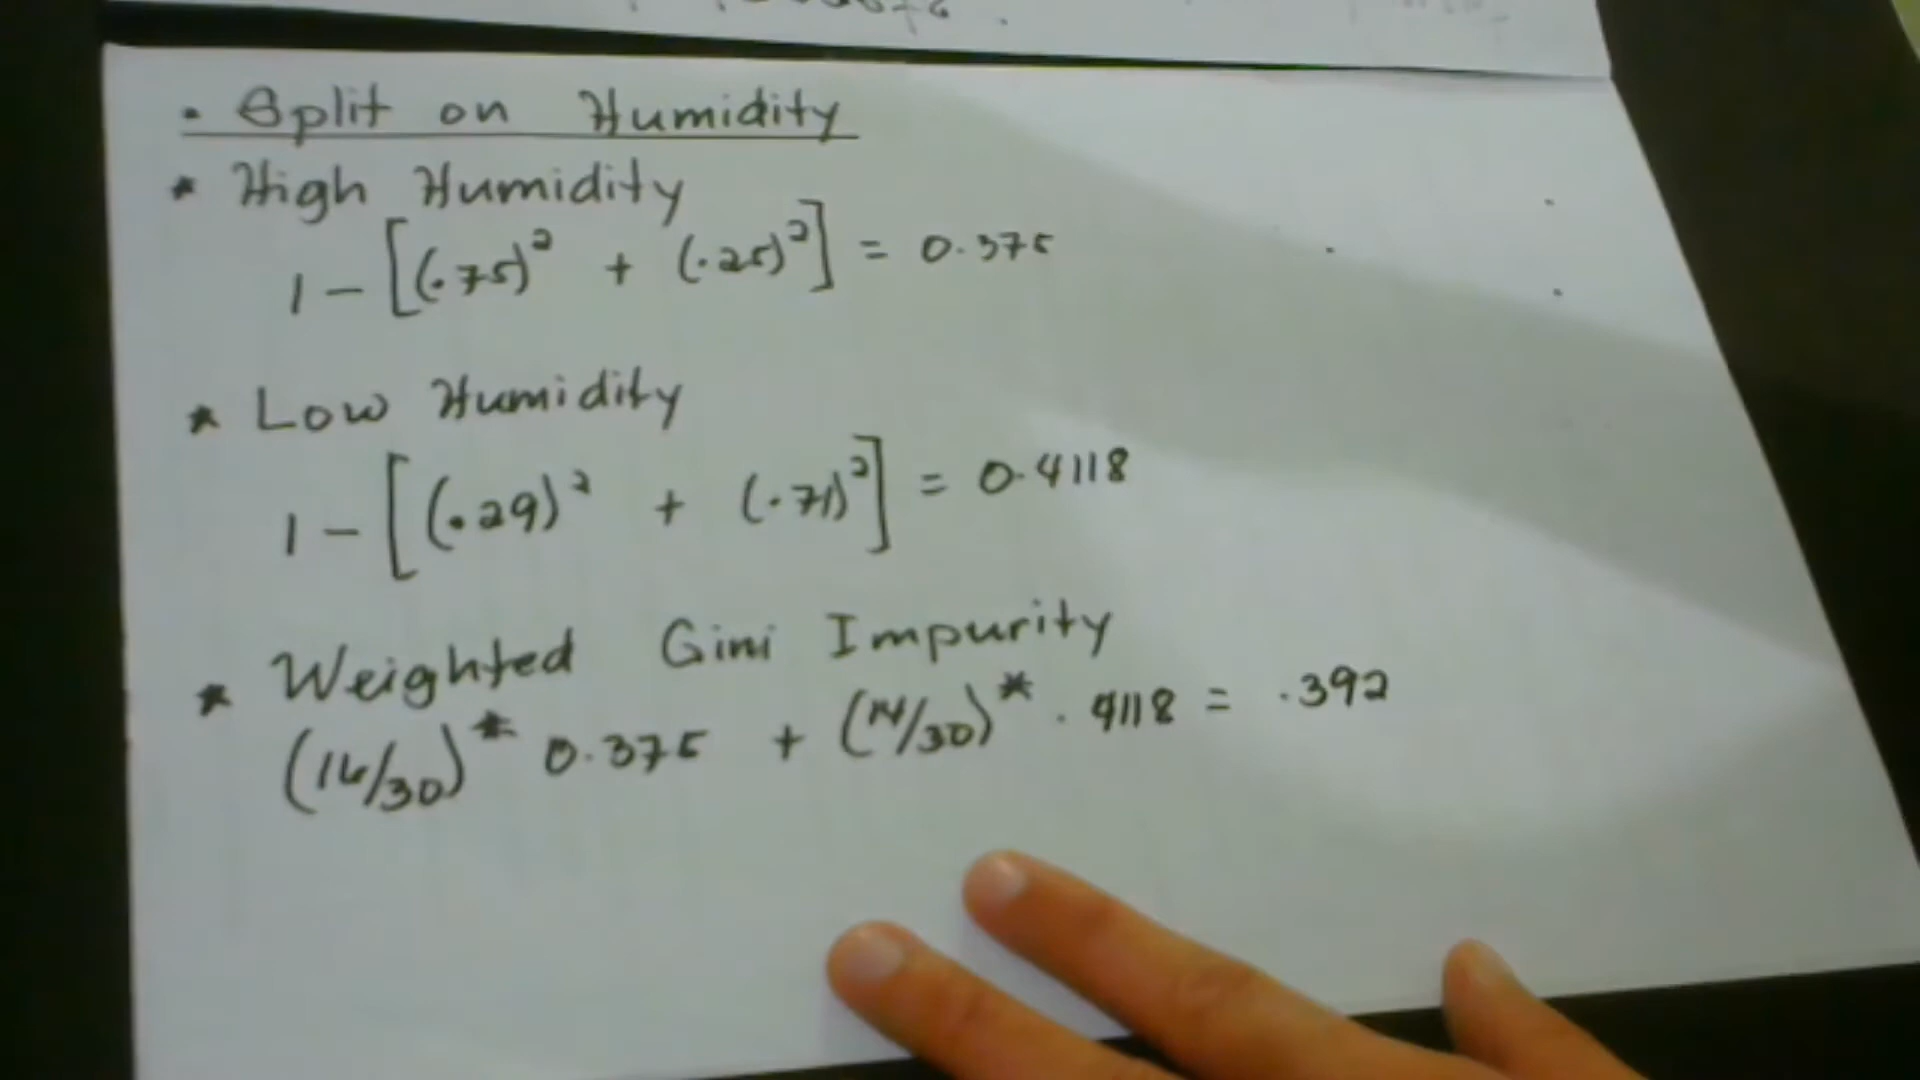 • Split on Humidity
* High Humidity
1 - [(.75)² + (.25)²] = 0.375
* Low Humidity
1 - [(.29)² + (.71)²] = 0.4118
* Weighted Gini Impurity
(16/30)* 0.375 + (14/30)* .4118 = .392